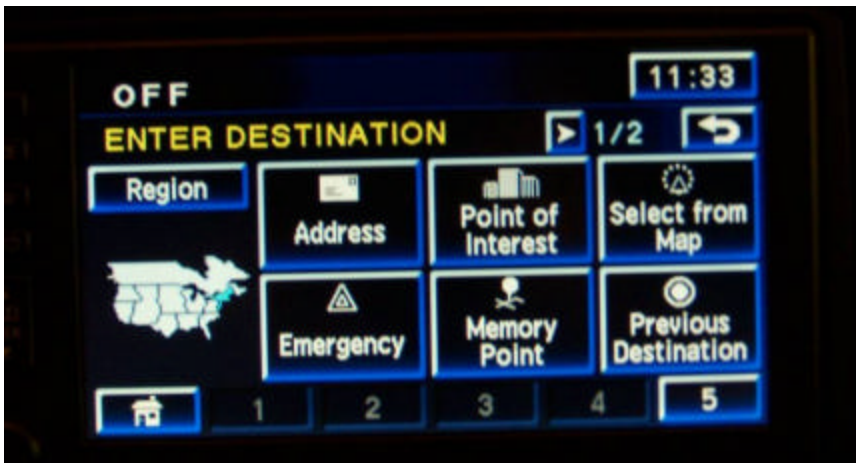 OFF
11:33
ENTER DESTINATION
1/2
Region
Address
Point of
Interest
Select from
Map
Emergency
Memory
Point
Previous
Destination
1
2
3
4
5